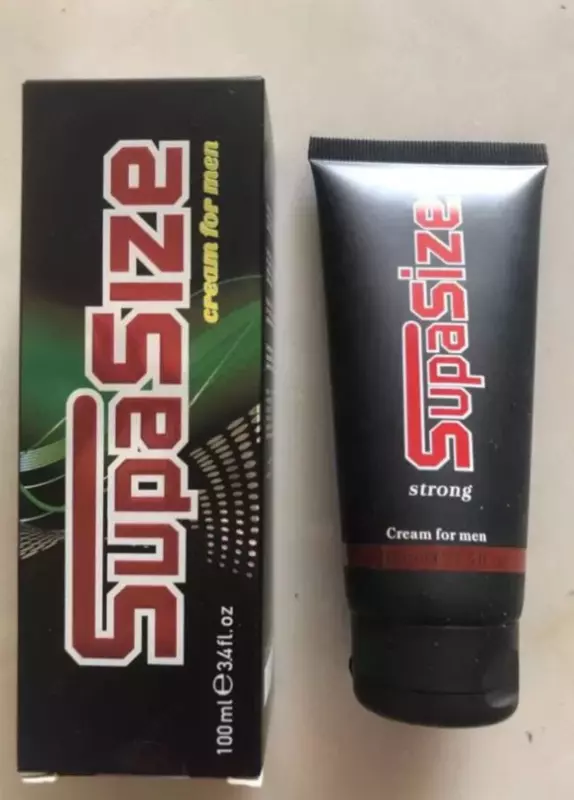 SupaSize
cream for men
100ml ℮ 3.4fl.oz
SupaSize
strong
Cream for men